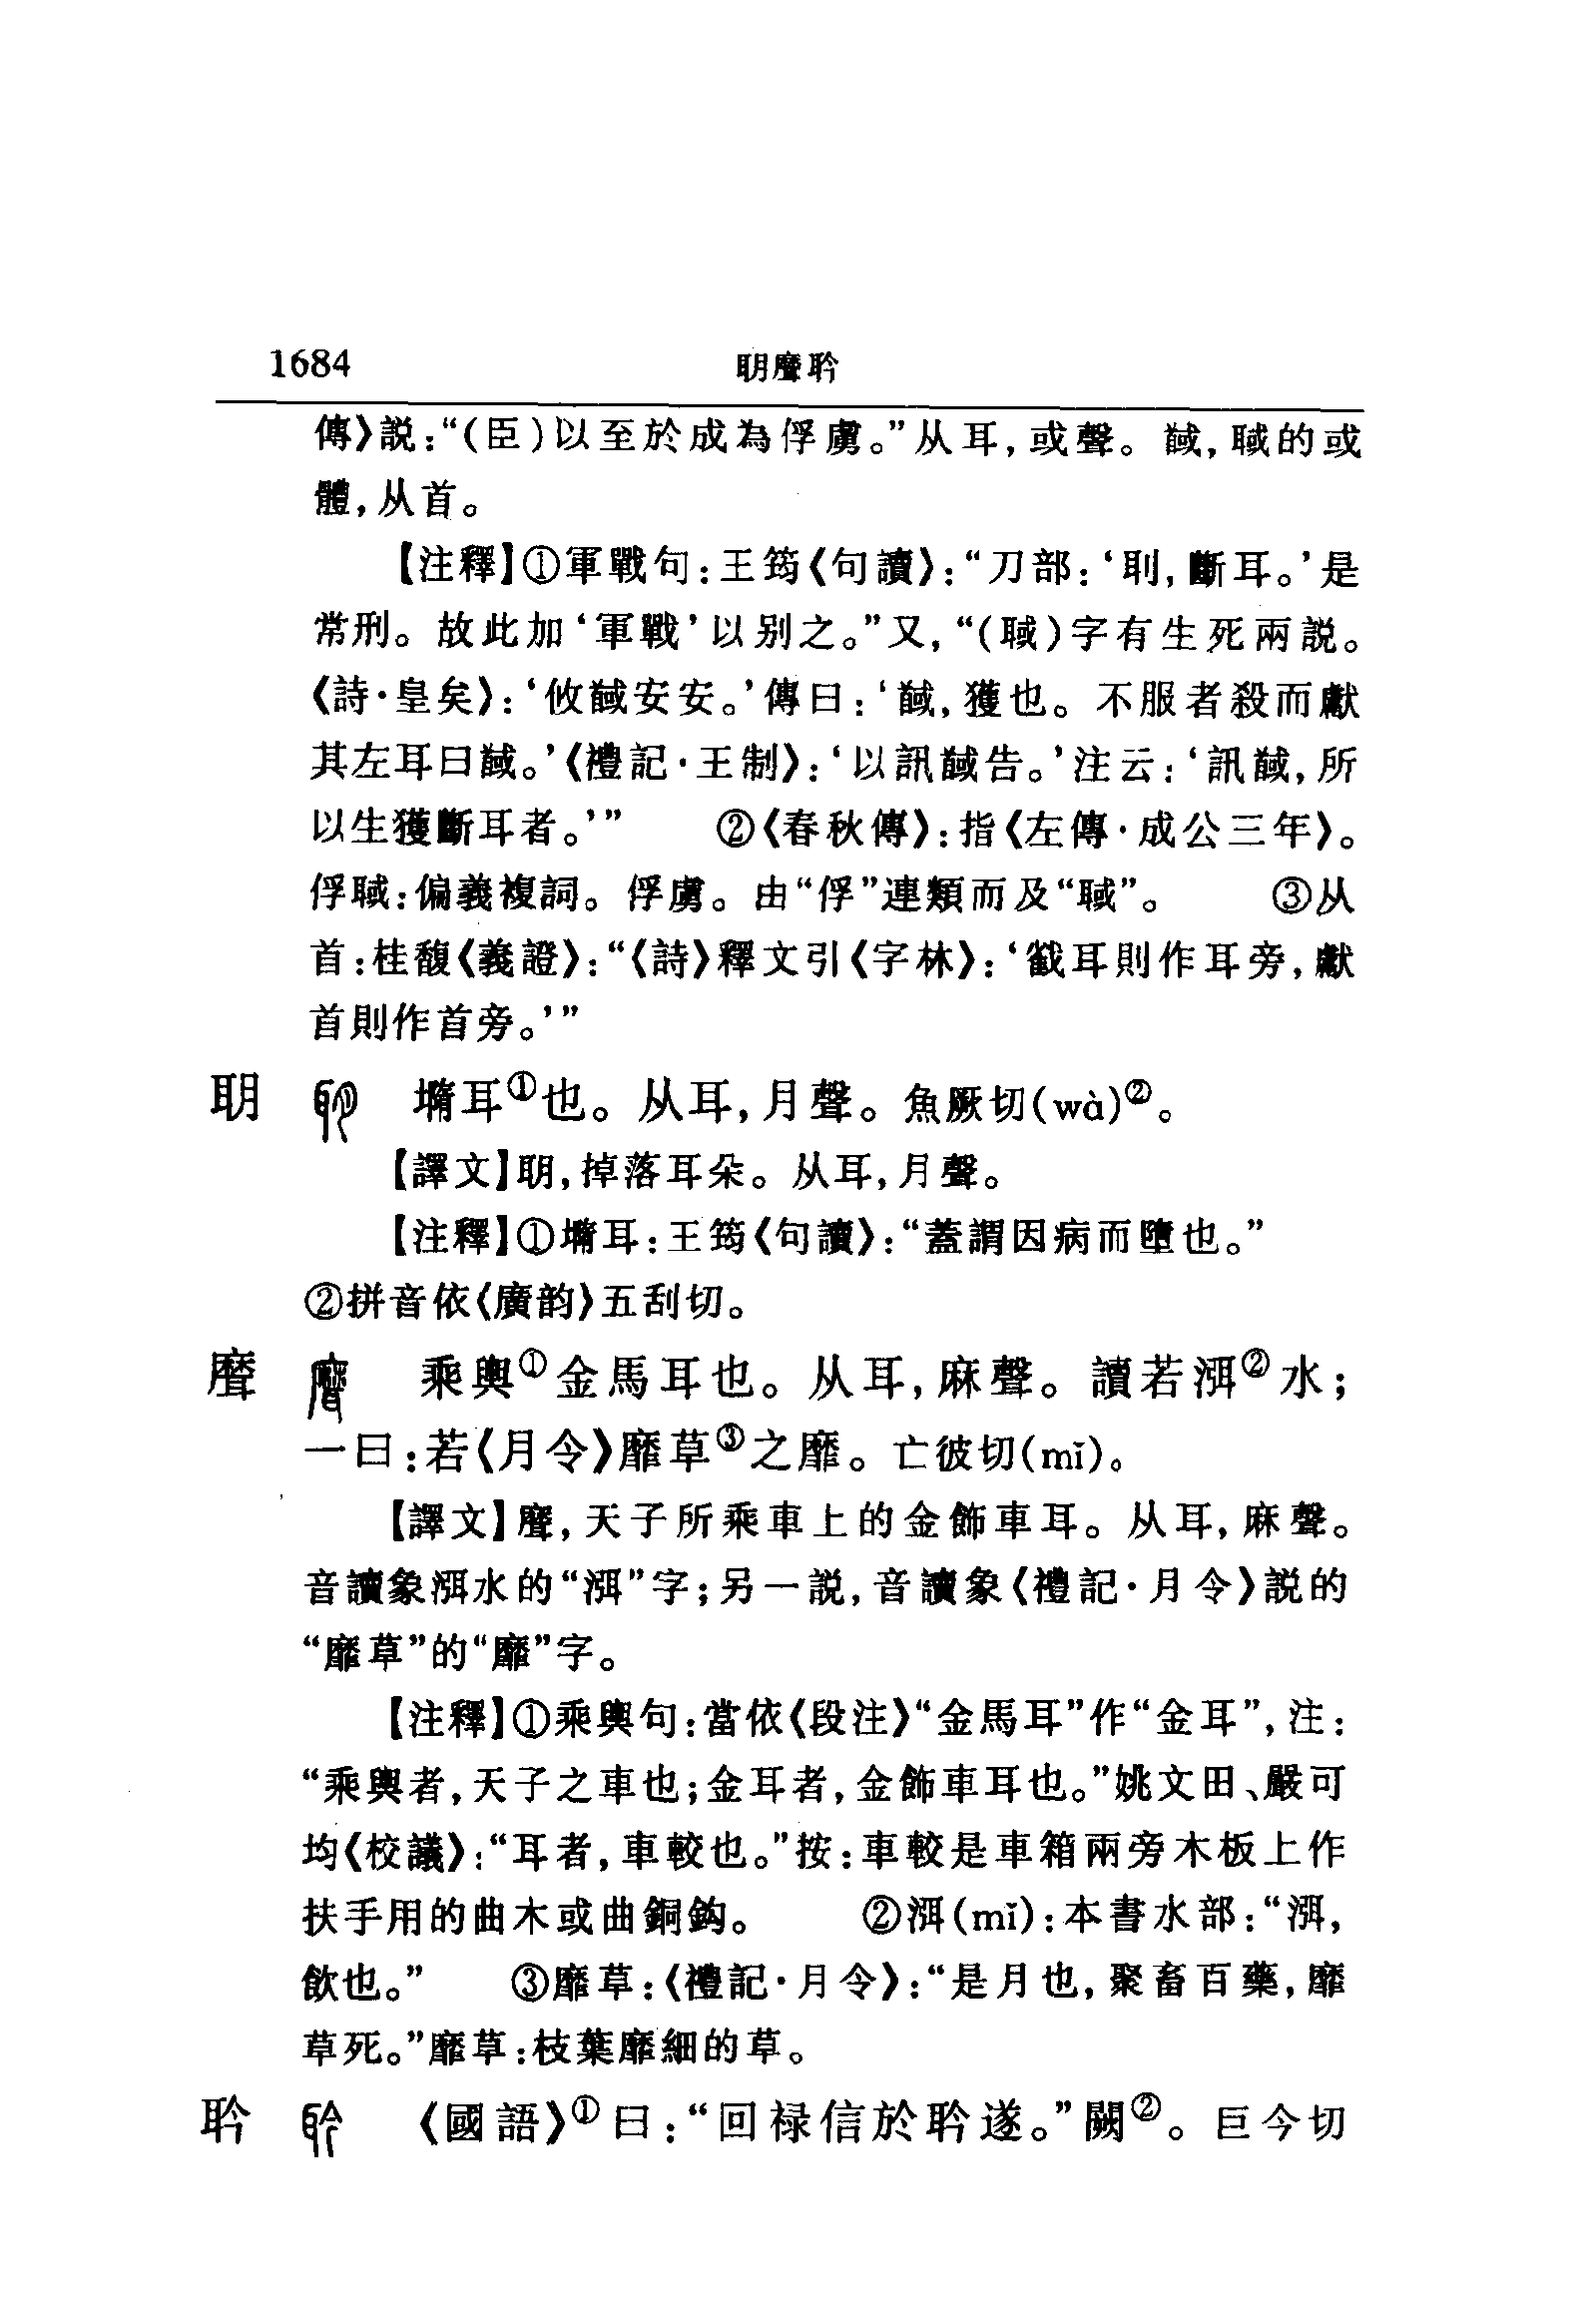 1684 䎳䃺聆
傳》説:“(臣)以至於成為俘虜。”从耳,或聲。馘,聝的或
體,从首。
【注釋】①軍戰句:王筠《句讀》:“刀部:‘刵,斷耳。’是
常刑。故此加‘軍戰’以别之。”又,“(聝)字有生死兩説。
《詩·皇矣》:‘攸馘安安。’傳曰:‘馘,獲也。不服者殺而獻
其左耳曰馘。’《禮記·王制》:‘以訊馘告。’注云:‘訊馘,所
以生獲斷耳者。’” ②《春秋傳》:指《左傳·成公三年》。
俘聝:偏義複詞。俘虜。由“俘”連類而及“聝”。 ③从
首:桂馥《義證》:“《詩》釋文引《字林》:‘截耳則作耳旁,獻
首則作首旁。’”
䎳 墮耳①也。从耳,月聲。魚厥切(wà)②。
【譯文】䎳,掉落耳朵。从耳,月聲。
【注釋】①墮耳:王筠《句讀》:“蓋謂因病而墮也。”
②拼音依《廣韵》五刮切。
乘輿①金馬耳也。从耳,麻聲。讀若渳②水;
一曰:若《月令》靡草③之靡。亡彼切(mǐ)。
【譯文】,天子所乘車上的金飾車耳。从耳,麻聲。
音讀象渳水的“渳”字;另一説,音讀象《禮記·月令》説的
“靡草”的“靡”字。
【注釋】①乘輿句:當依《段注》“金馬耳”作“金耳”,注:
“乘輿者,天子之車也;金耳者,金飾車耳也。”姚文田、嚴可
均《校議》:“耳者,車較也。”按:車較是車箱兩旁木板上作
扶手用的曲木或曲銅鈎。 ②渳(mǐ):本書水部:“渳,
飲也。” ③靡草:《禮記·月令》:“是月也,聚畜百藥,靡
草死。”靡草:枝葉靡細的草。
聆 《國語》①曰:“回禄信於聆遂。”闕②。巨今切